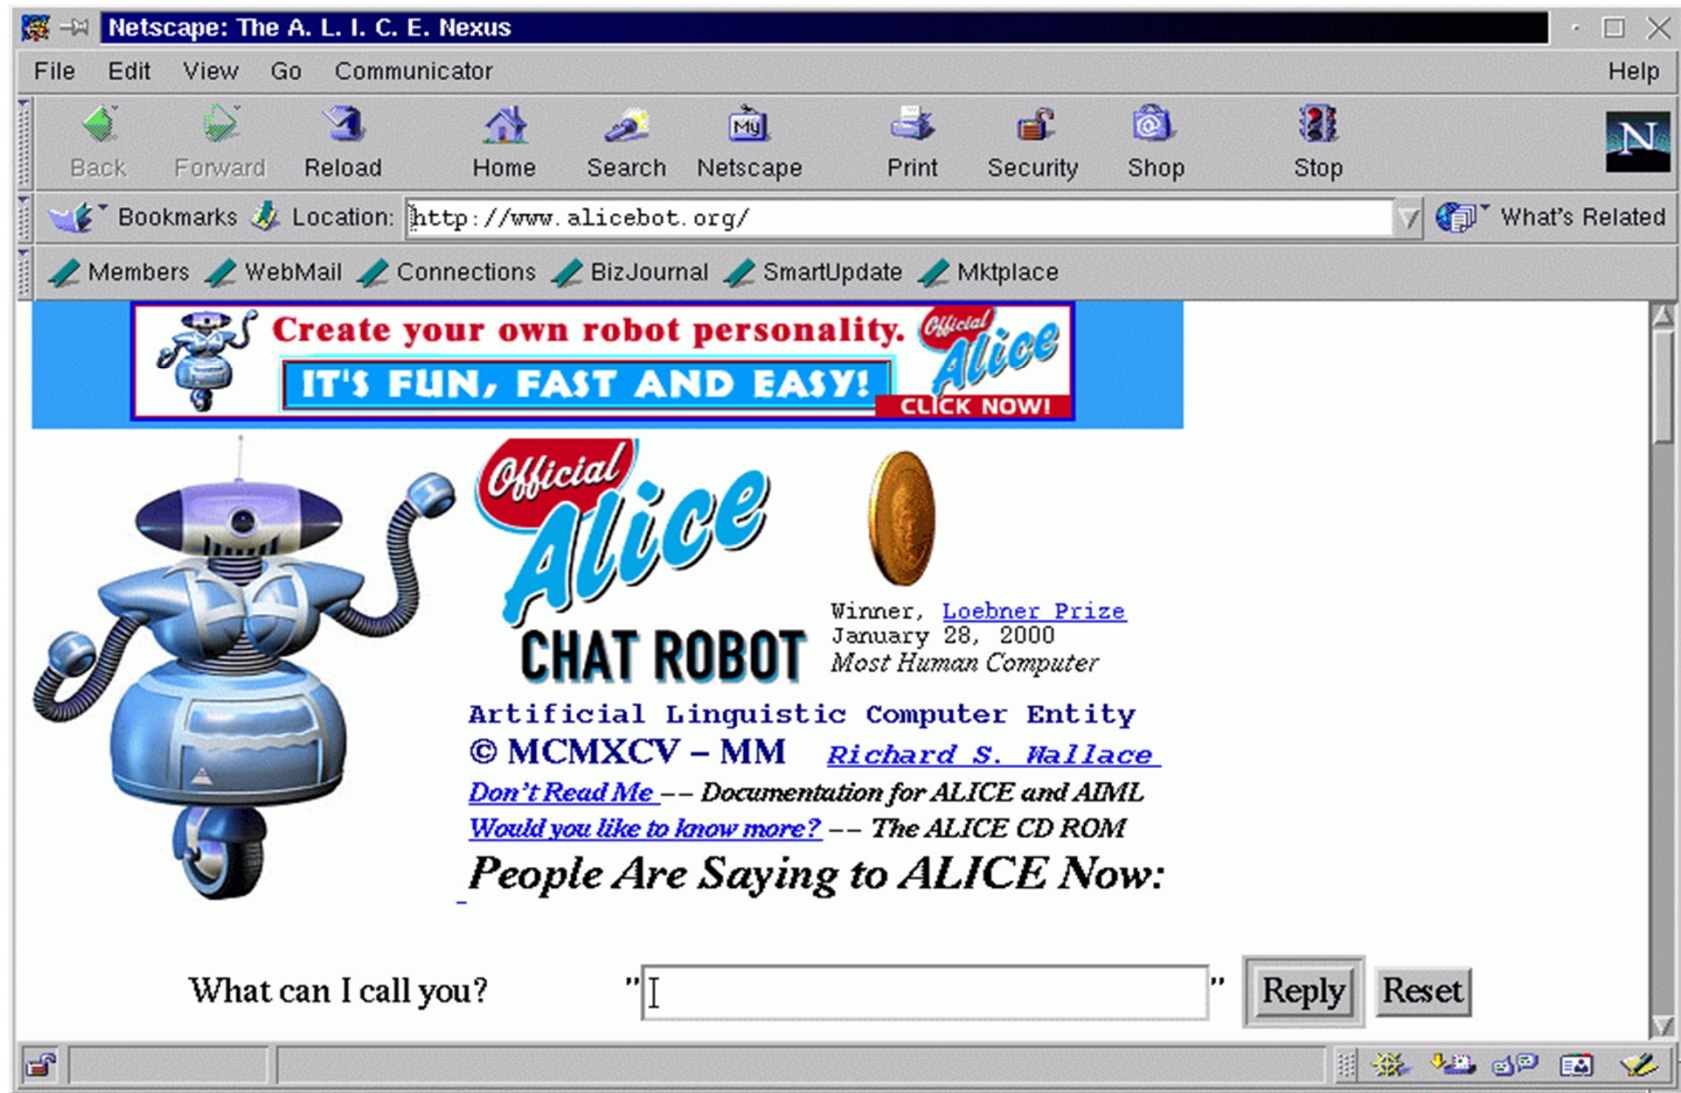 Netscape: The A. L. I. C. E. Nexus
File Edit View Go Communicator Help
Back Forward Reload Home Search Netscape Print Security Shop Stop
My
N
Bookmarks Location: http://www.alicebot.org/ What's Related
Members WebMail Connections BizJournal SmartUpdate Mktplace
Create your own robot personality.
IT'S FUN, FAST AND EASY!
Official
Alice
CLICK NOW!
Official
Alice
CHAT ROBOT
Winner, Loebner Prize
January 28, 2000
Most Human Computer
Artificial Linguistic Computer Entity
© MCMXCV – MM Richard S. Wallace
Don't Read Me -- Documentation for ALICE and AIML
Would you like to know more? -- The ALICE CD ROM
People Are Saying to ALICE Now:
What can I call you? " " Reply Reset